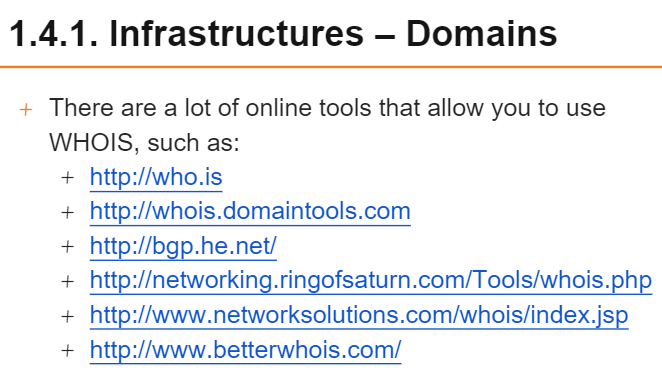 1.4.1. Infrastructures – Domains
+ There are a lot of online tools that allow you to use
WHOIS, such as:
+ http://who.is
+ http://whois.domaintools.com
+ http://bgp.he.net/
+ http://networking.ringofsaturn.com/Tools/whois.php
+ http://www.networksolutions.com/whois/index.jsp
+ http://www.betterwhois.com/